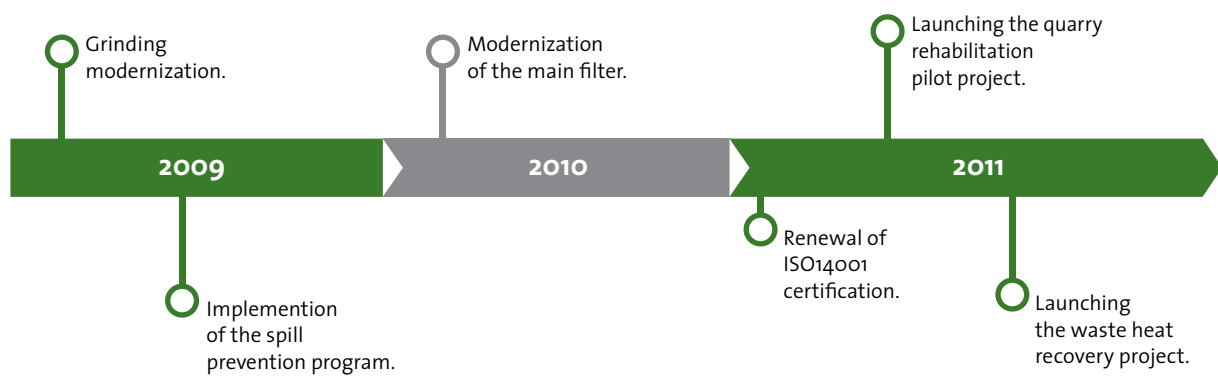 Grinding
modernization.
Modernization
of the main filter.
Launching the quarry
rehabilitation
pilot project.
2009
2010
2011
Implemention
of the spill
prevention program.
Renewal of
ISO14001
certification.
Launching
the waste heat
recovery project.